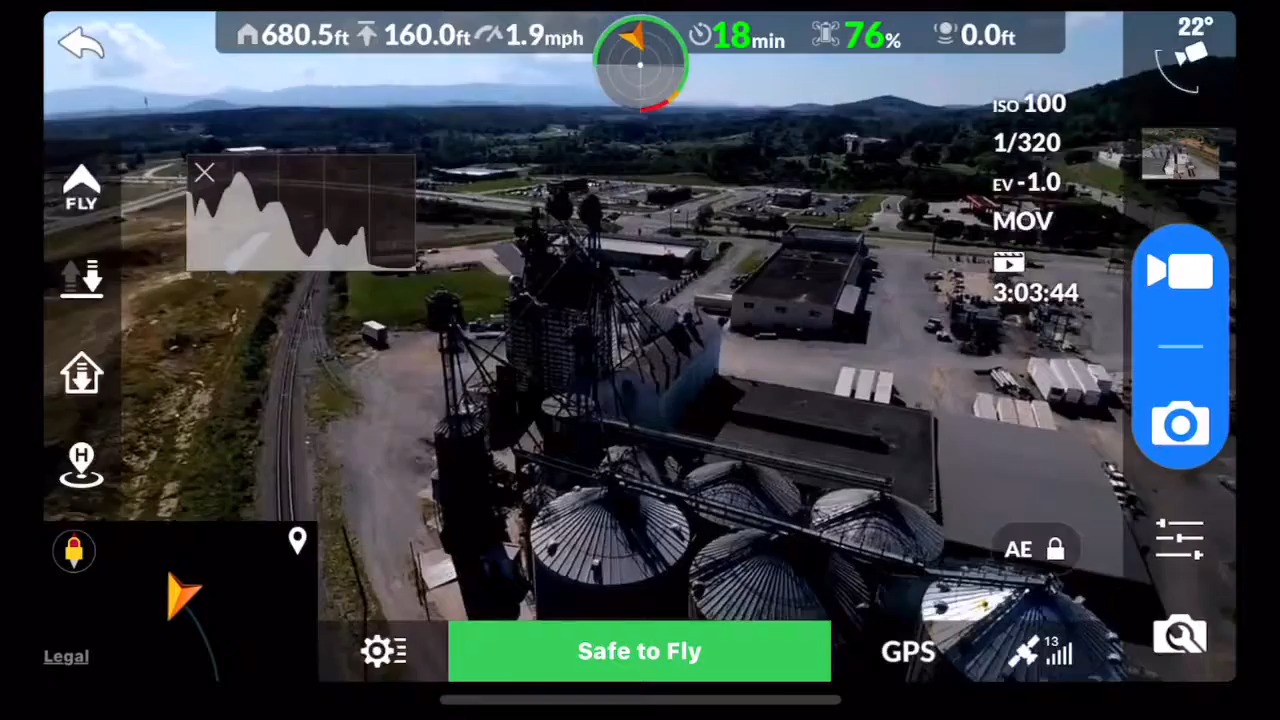 680.5ft 160.0ft 1.9mph 18min 76% 0.0ft
22°
ISO 100
1/320
EV -1.0
MOV
3:03:44
FLY
H
AE
Legal
Safe to Fly
GPS
13